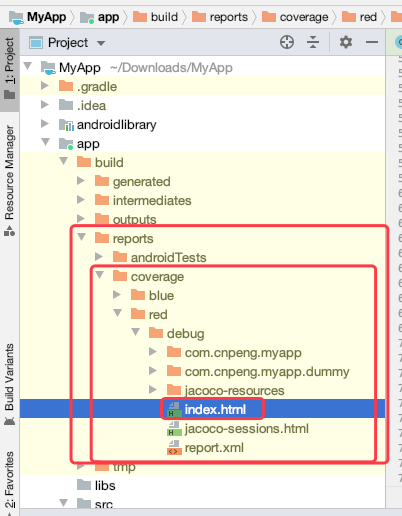 MyApp app build reports coverage red
Project
MyApp ~/Downloads/MyApp
.gradle
.idea
androidlibrary
app
build
generated
intermediates
outputs
reports
androidTests
coverage
blue
red
debug
com.cnpeng.myapp
com.cnpeng.myapp.dummy
jacoco-resources
index.html
jacoco-sessions.html
report.xml
tmp
libs
src
1: Project
Resource Manager
Build Variants
2: Favorites